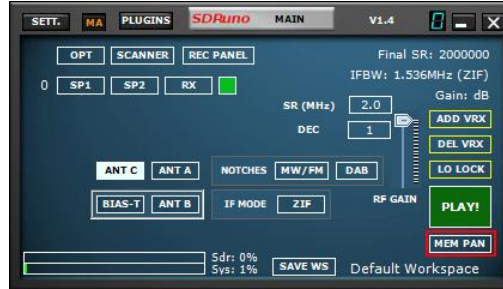 SETT. MA PLUGINS SDRuno MAIN V1.4 X
OPT SCANNER REC PANEL Final SR: 2000000
IFBW: 1.536MHz (ZIF)
0 SP1 SP2 RX Gain: dB
SR (MHz) 2.0
ADD VRX
DEC 1
DEL VRX
ANT C ANT A NOTCHES MW/FM DAB LO LOCK
BIAS-T ANT B IF MODE ZIF RF GAIN PLAY!
MEM PAN
Sdr: 0%
Sys: 1% SAVE WS Default Workspace